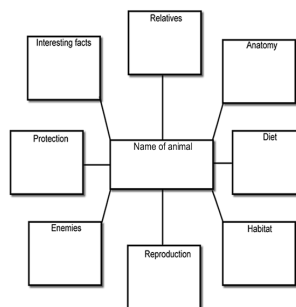 Relatives
Interesting facts
Anatomy
Protection
Name of animal
Diet
Enemies
Reproduction
Habitat